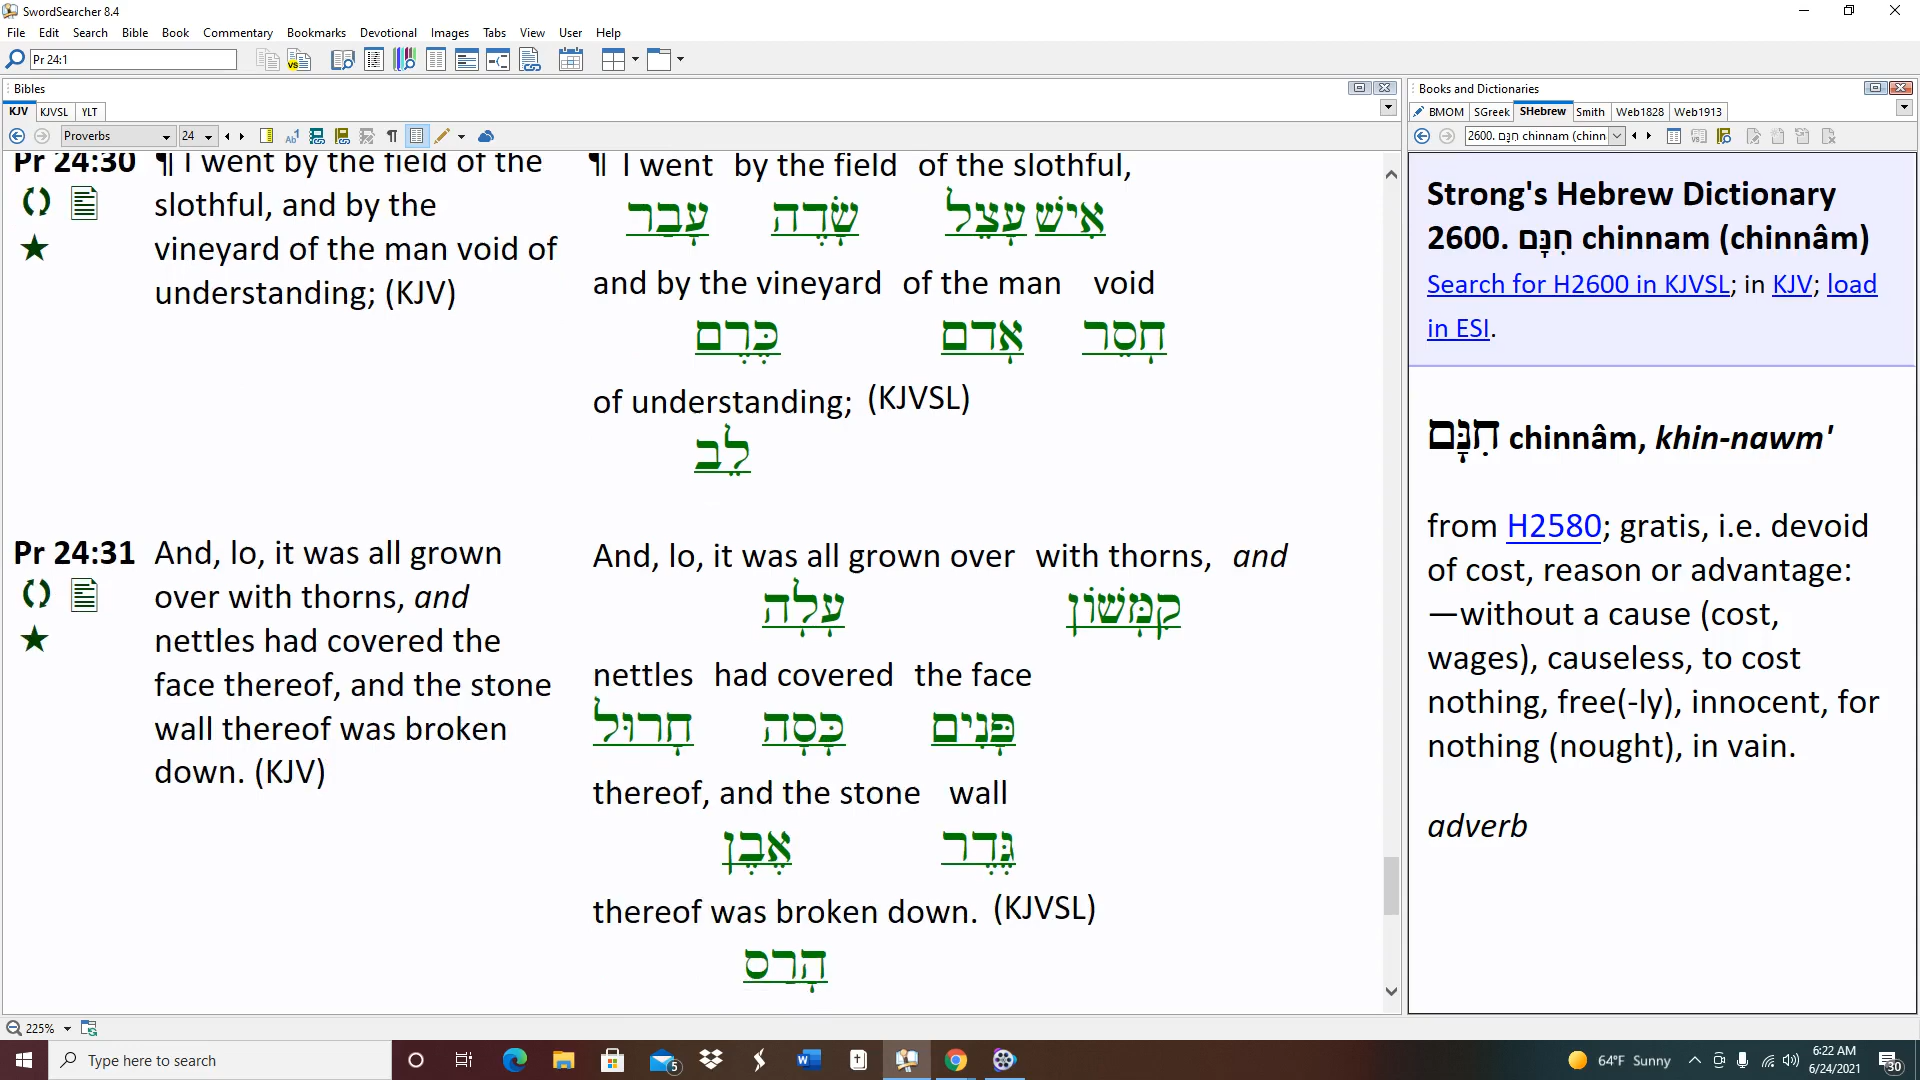 SwordSearcher 8.4
File Edit Search Bible Book Commentary Bookmarks Devotional Images Tabs View User Help
Pr 24:1
Bibles
KJV KJVSL YLT
Proverbs 24
Pr 24:30 ¶ I went by the field of the
slothful, and by the
vineyard of the man void of
understanding; (KJV)
¶ I went by the field of the slothful,
עָבַר שָׂדֶה עָצֵל אִישׁ
and by the vineyard of the man void
כֶּרֶם אָדם חָסֵר
of understanding; (KJVSL)
לֵב
Pr 24:31 And, lo, it was all grown
over with thorns, and
nettles had covered the
face thereof, and the stone
wall thereof was broken
down. (KJV)
And, lo, it was all grown over with thorns, and
עָלָה קִמָּשׁוֹן
nettles had covered the face
חָרוּל כָּסָה פָּנִים
thereof, and the stone wall
אֶבֶן גֶּדֶר
thereof was broken down. (KJVSL)
הָרַס
225%
Books and Dictionaries
BMOM SGreek SHebrew Smith Web1828 Web1913
2600. חִנָּם chinnam (chinn
Strong's Hebrew Dictionary
2600. חִנָּם chinnam (chinnâm)
Search for H2600 in KJVSL; in KJV; load
in ESI.
חִנָּם chinnâm, khin-nawm'
from H2580; gratis, i.e. devoid
of cost, reason or advantage:
—without a cause (cost,
wages), causeless, to cost
nothing, free(-ly), innocent, for
nothing (nought), in vain.
adverb
Type here to search
5
64°F Sunny
6:22 AM
6/24/2021
30